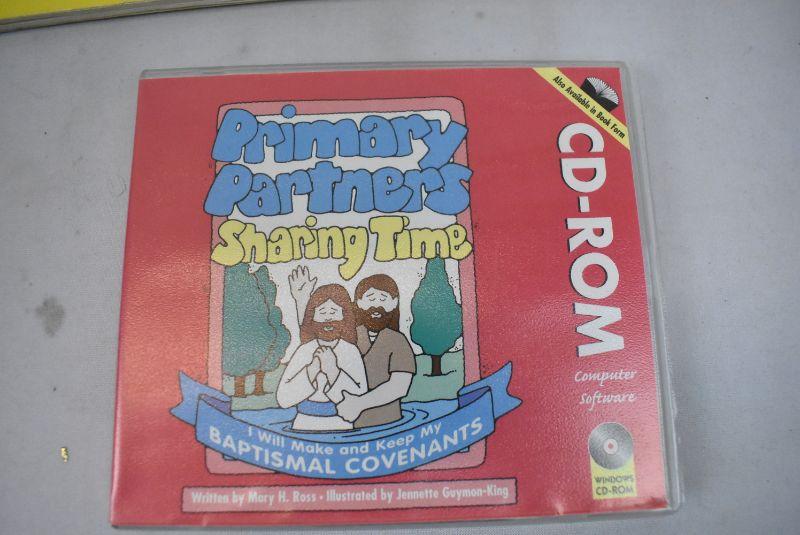 Primary
Partners
Sharing Time
I Will Make and Keep My
BAPTISMAL COVENANTS
Written by Mary H. Ross • Illustrated by Jennette Guymon-King
Also Available in Book Form
CD-ROM
Computer
Software
WINDOWS
CD-ROM